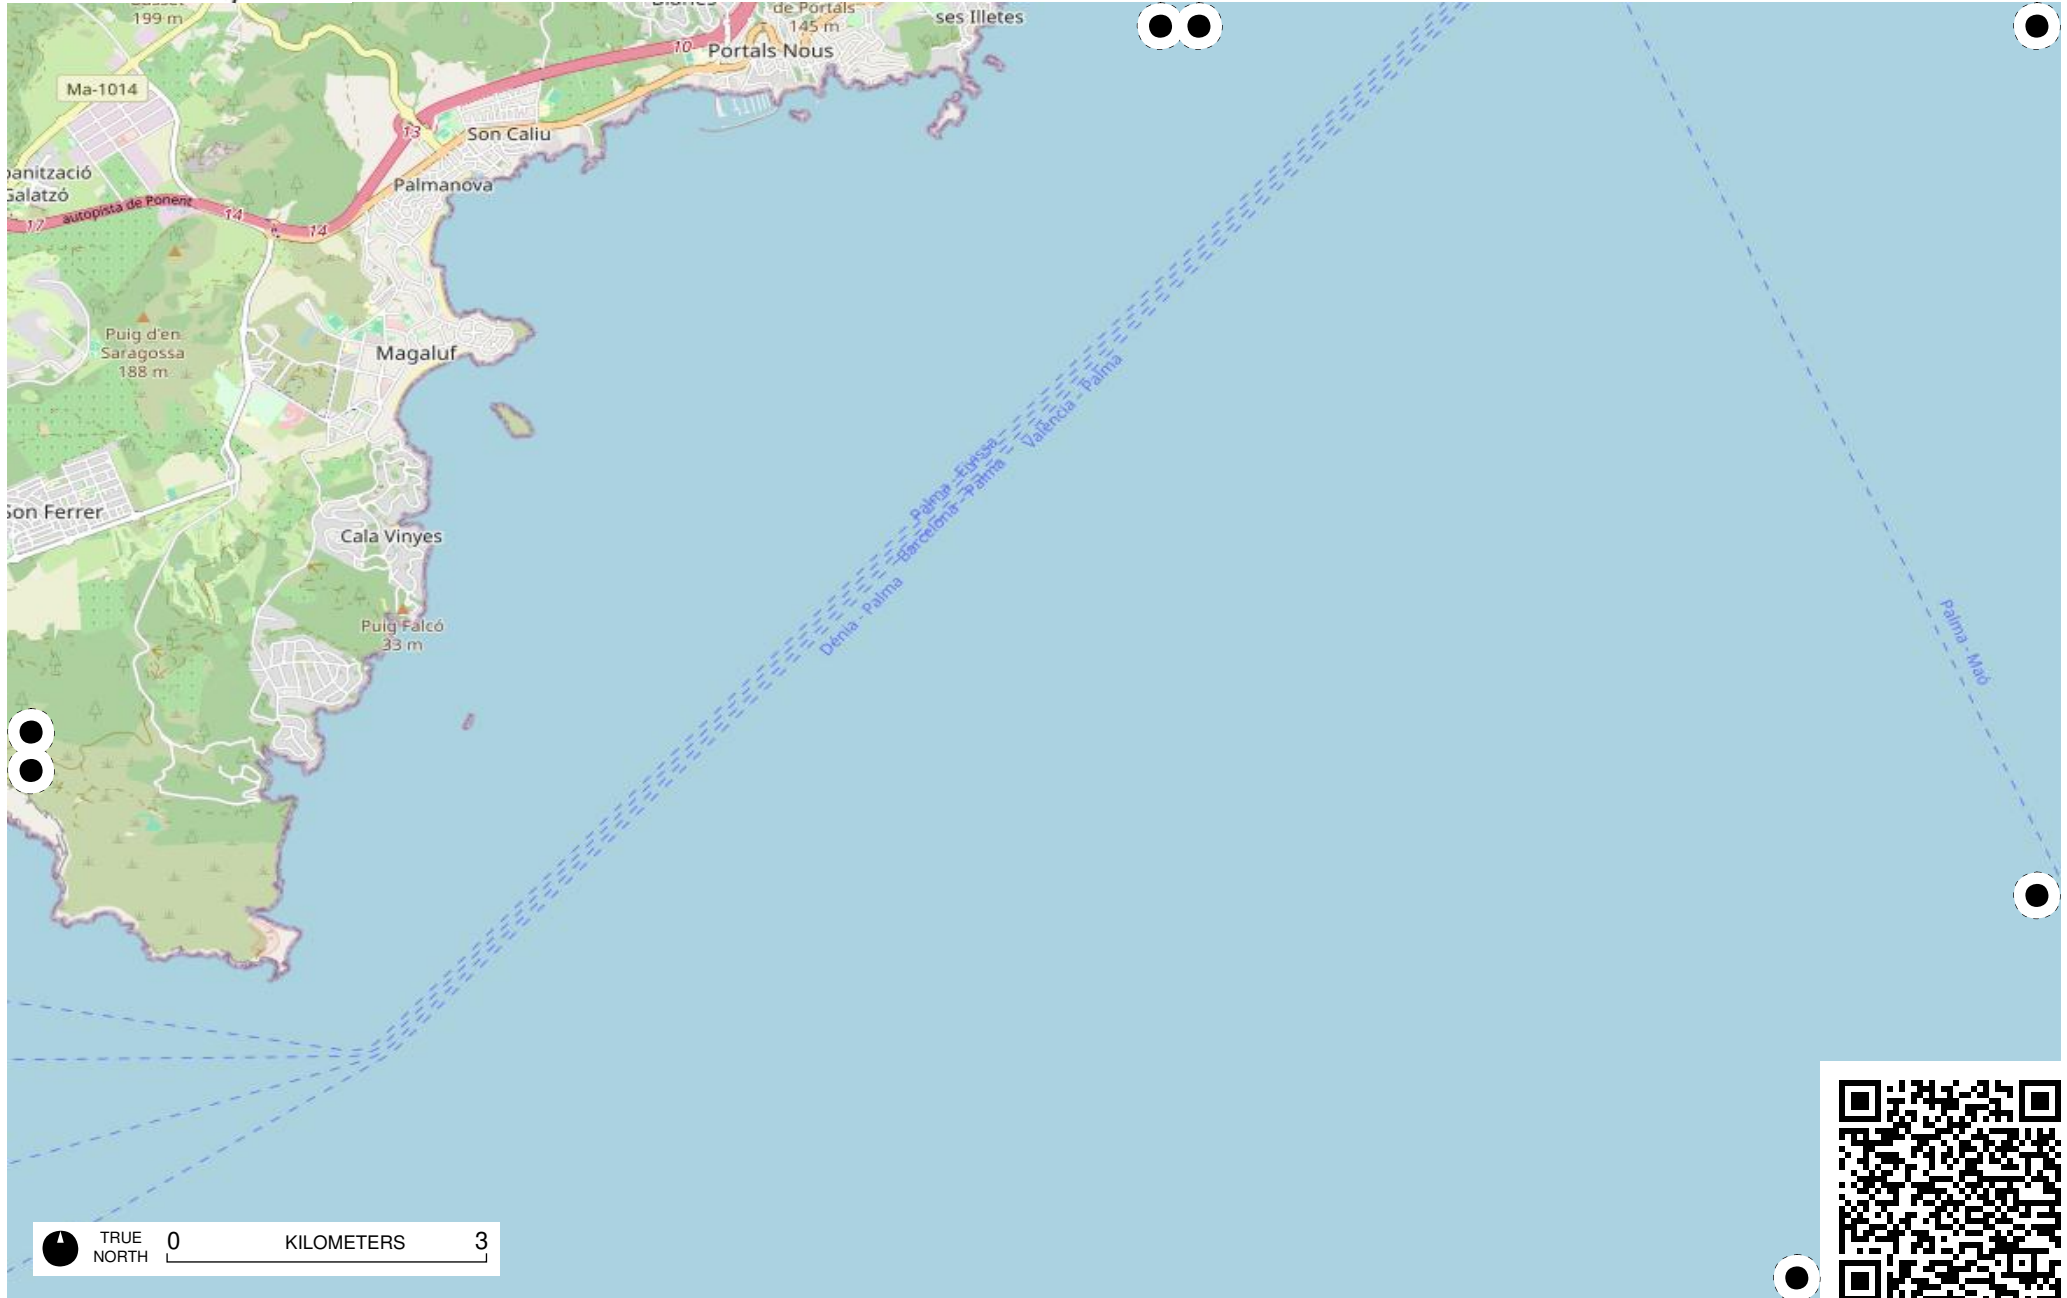 199 m
de Portals
145 m
ses Illetes
10
Portals Nous
Ma-1014
13
Son Caliu
Palmanova
17
autopista de Ponent
14
14
Puig d'en
Saragossa
188 m
Magaluf
València - Palma
Palma - Eivissa
Barcelona - Palma
Dénia - Palma
Son Ferrer
Cala Vinyes
Puig Falcó
33 m
Palma - Maó
TRUE
NORTH
0
KILOMETERS
3